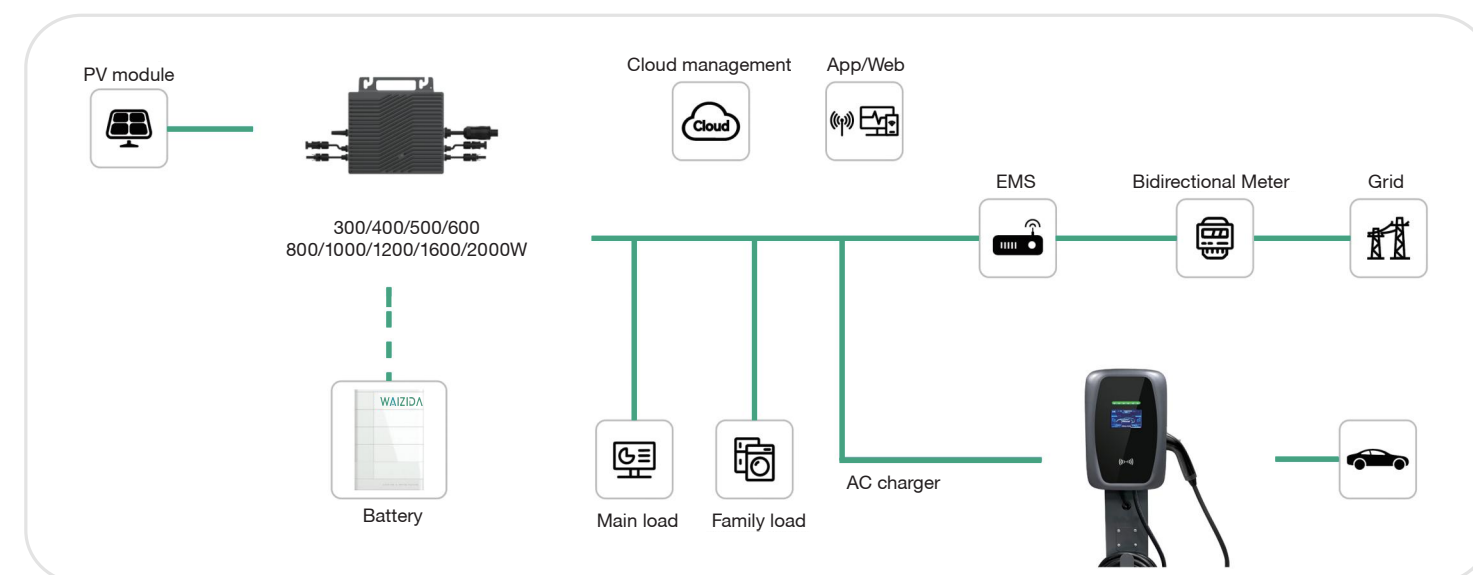 PV module
Cloud management
App/Web
Cloud
EMS
Bidirectional Meter
Grid
300/400/500/600
800/1000/1200/1600/2000W
WAIZIDA
Battery
Main load
Family load
AC charger